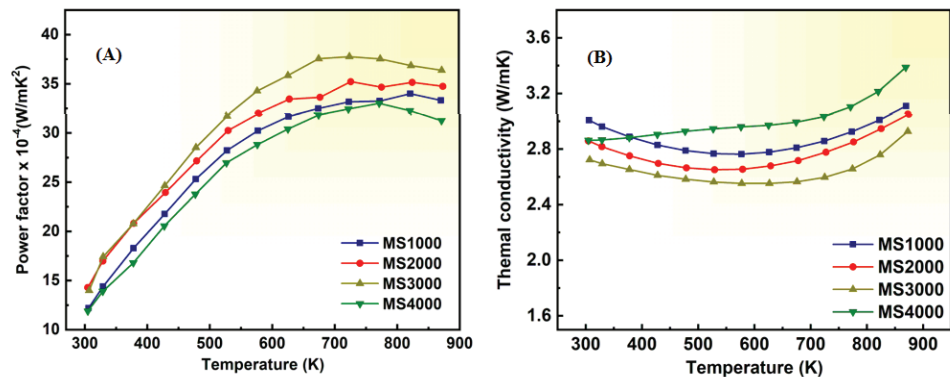 (A)
Power factor x 10⁻⁴(W/mK²)
40
35
30
25
20
15
10
300 400 500 600 700 800 900
Temperature (K)
MS1000
MS2000
MS3000
MS4000
(B)
Themal conductivity (W/mK)
3.6
3.2
2.8
2.4
2.0
1.6
300 400 500 600 700 800 900
Temperature (K)
MS1000
MS2000
MS3000
MS4000